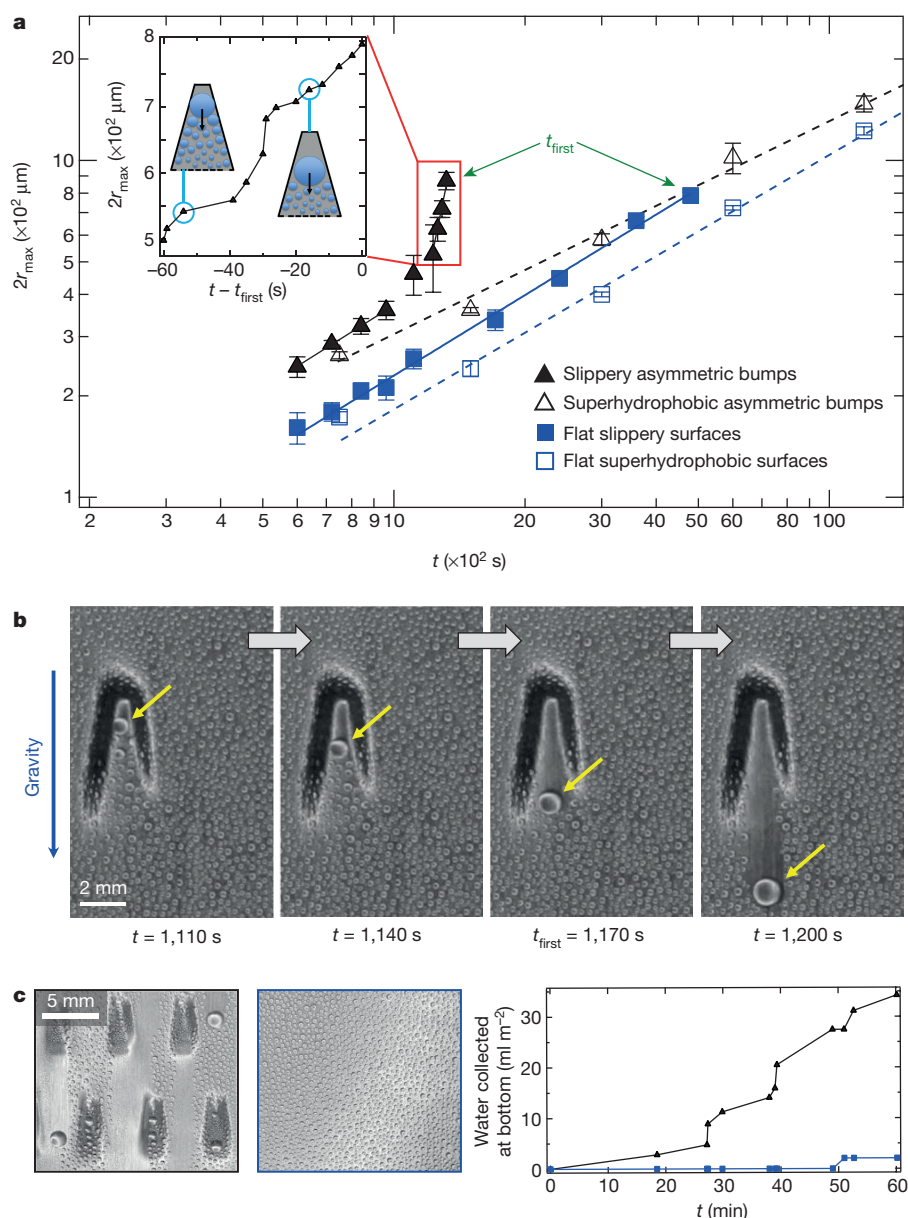 a
20
10
8
7
6
5
4
3
2
1
2r_max (×10² μm)
8
7
6
5
2r_max (×10² μm)
−60
−40
−20
0
t − t_first (s)
t_first
Slippery asymmetric bumps
Superhydrophobic asymmetric bumps
Flat slippery surfaces
Flat superhydrophobic surfaces
2 3 4 5 6 7 8 9 10 20 30 40 50 60 80 100
t (×10² s)
b
Gravity
2 mm
t = 1,110 s
t = 1,140 s
t_first = 1,170 s
t = 1,200 s
c
5 mm
Water collected
at bottom (ml m⁻²)
30
20
10
0
0 10 20 30 40 50 60
t (min)